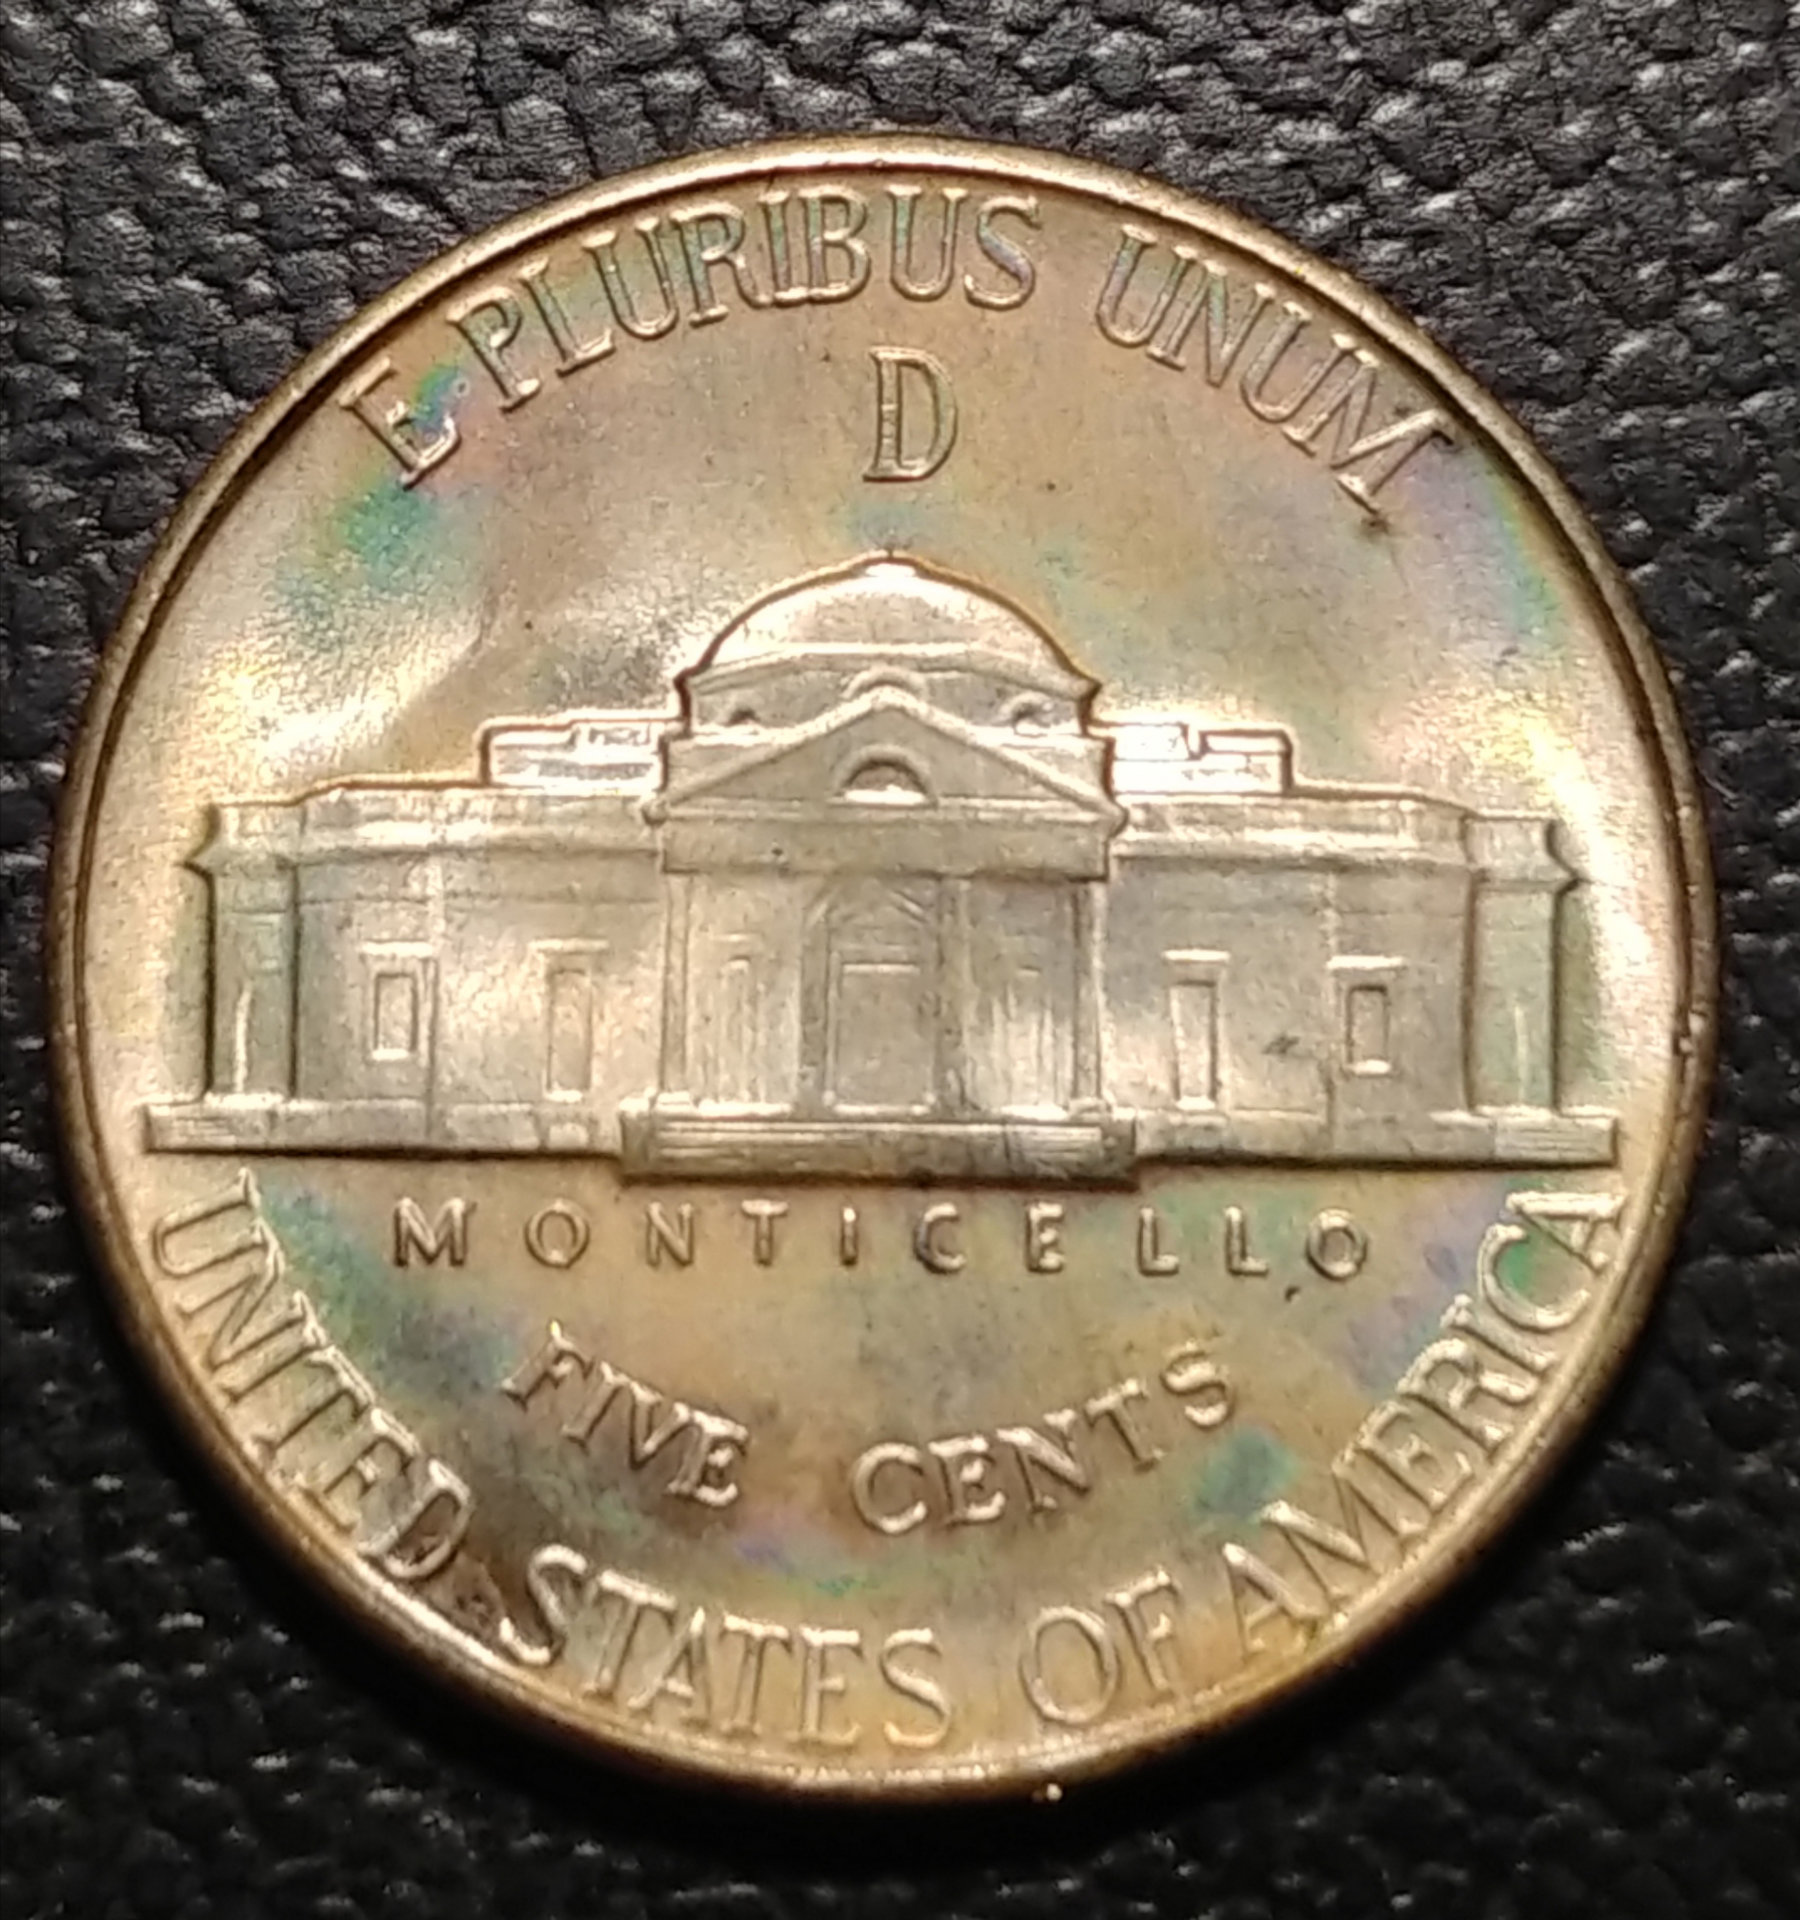 E PLURIBUS UNUM
D
MONTICELLO
FIVE CENTS
UNITED STATES OF AMERICA